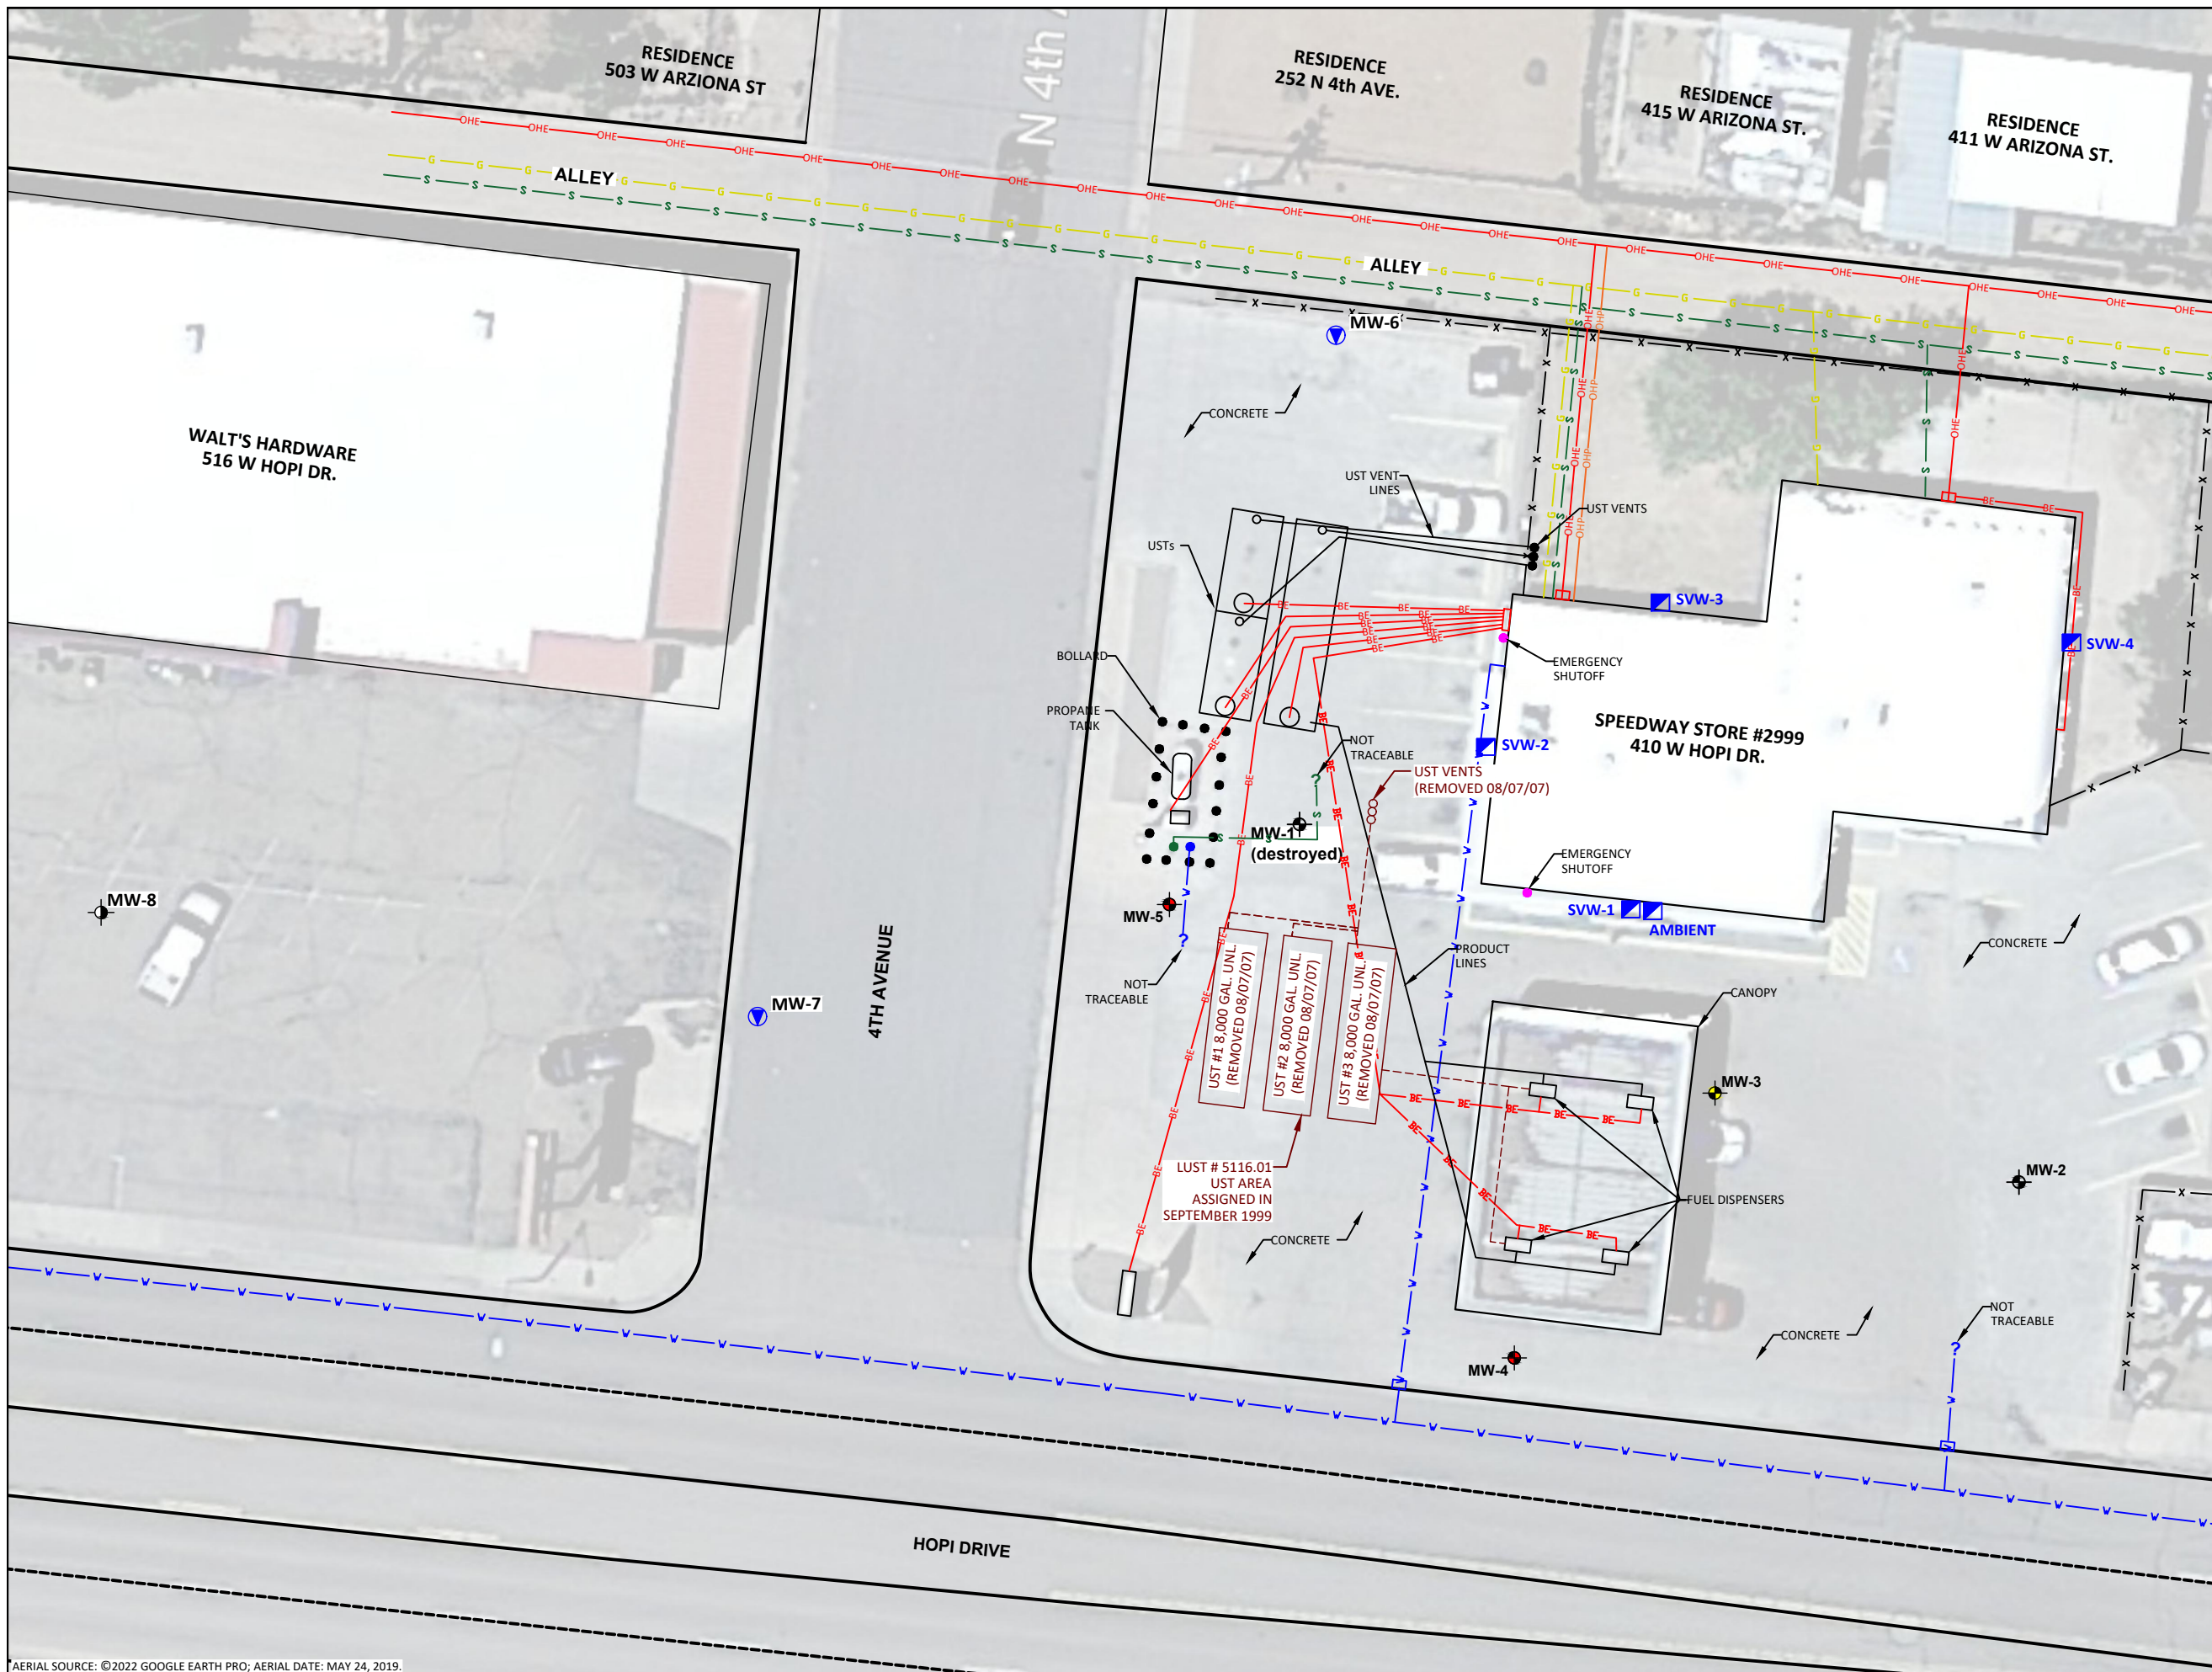 RESIDENCE
503 W ARZIONA ST
N 4th
RESIDENCE
252 N 4th AVE.
RESIDENCE
415 W ARIZONA ST.
RESIDENCE
411 W ARIZONA ST.
ALLEY
ALLEY
MW-6
CONCRETE
WALT'S HARDWARE
516 W HOPI DR.
UST VENT
LINES
UST VENTS
USTs
SVW-3
SVW-4
BOLLARD
EMERGENCY
SHUTOFF
PROPANE
TANK
SPEEDWAY STORE #2999
410 W HOPI DR.
SVW-2
NOT
TRACEABLE
UST VENTS
(REMOVED 08/07/07)
MW-1
(destroyed)
EMERGENCY
SHUTOFF
MW-8
MW-5
SVW-1
AMBIENT
4TH AVENUE
CONCRETE
PRODUCT
LINES
NOT
TRACEABLE
MW-7
UST #1 8,000 GAL. UNL.
(REMOVED 08/07/07)
UST #2 8,000 GAL. UNL.
(REMOVED 08/07/07)
UST #3 8,000 GAL. UNL.
(REMOVED 08/07/07)
CANOPY
MW-3
LUST # 5116.01
UST AREA
ASSIGNED IN
SEPTEMBER 1999
MW-2
FUEL DISPENSERS
CONCRETE
NOT
TRACEABLE
CONCRETE
MW-4
HOPI DRIVE
AERIAL SOURCE: ©2022 GOOGLE EARTH PRO; AERIAL DATE: MAY 24, 2019.